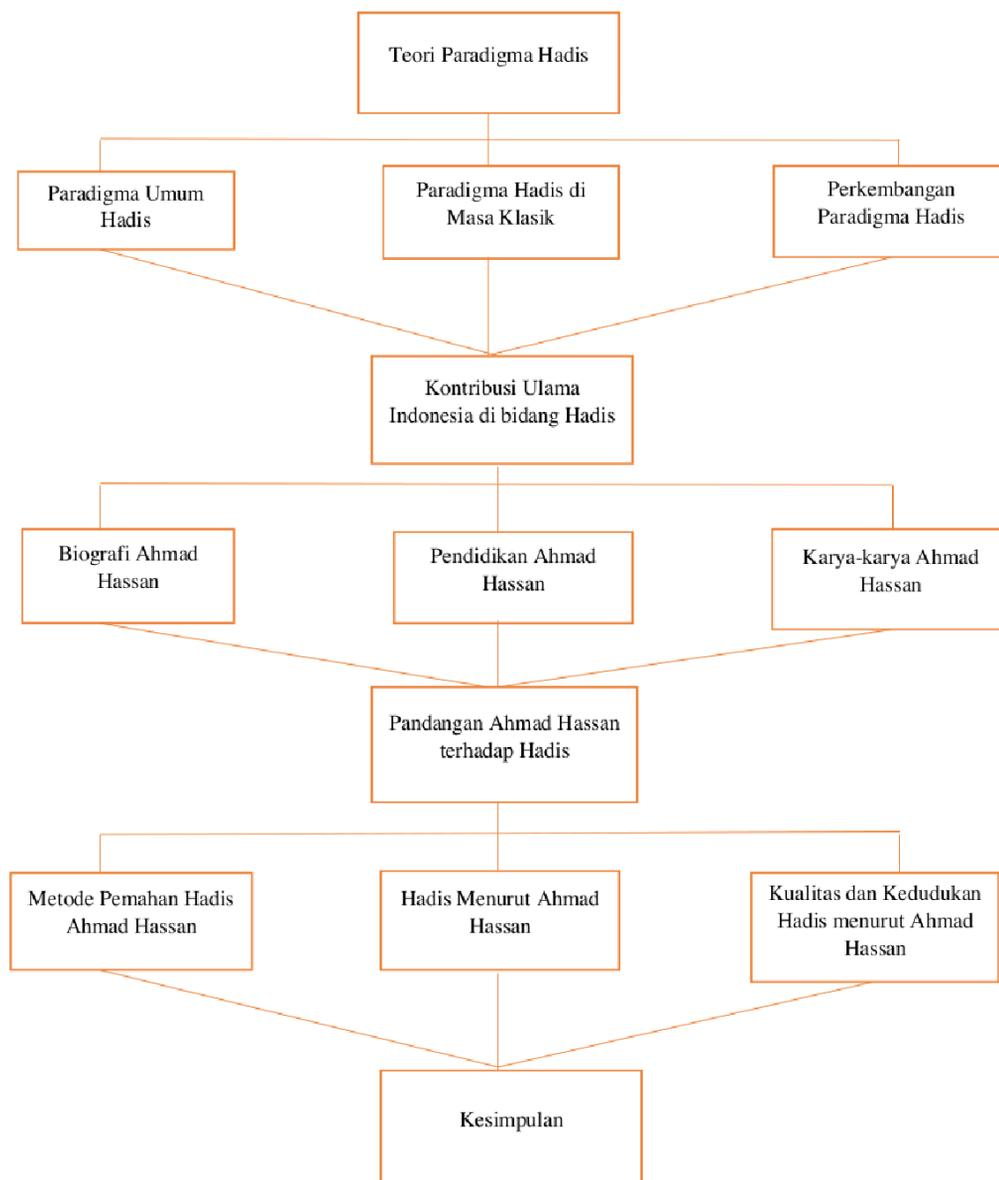 Teori Paradigma Hadis
Paradigma Umum
Hadis
Paradigma Hadis di
Masa Klasik
Perkembangan
Paradigma Hadis
Kontribusi Ulama
Indonesia di bidang Hadis
Biografi Ahmad
Hassan
Pendidikan Ahmad
Hassan
Karya-karya Ahmad
Hassan
Pandangan Ahmad Hassan
terhadap Hadis
Metode Pemahan Hadis
Ahmad Hassan
Hadis Menurut Ahmad
Hassan
Kualitas dan Kedudukan
Hadis menurut Ahmad
Hassan
Kesimpulan